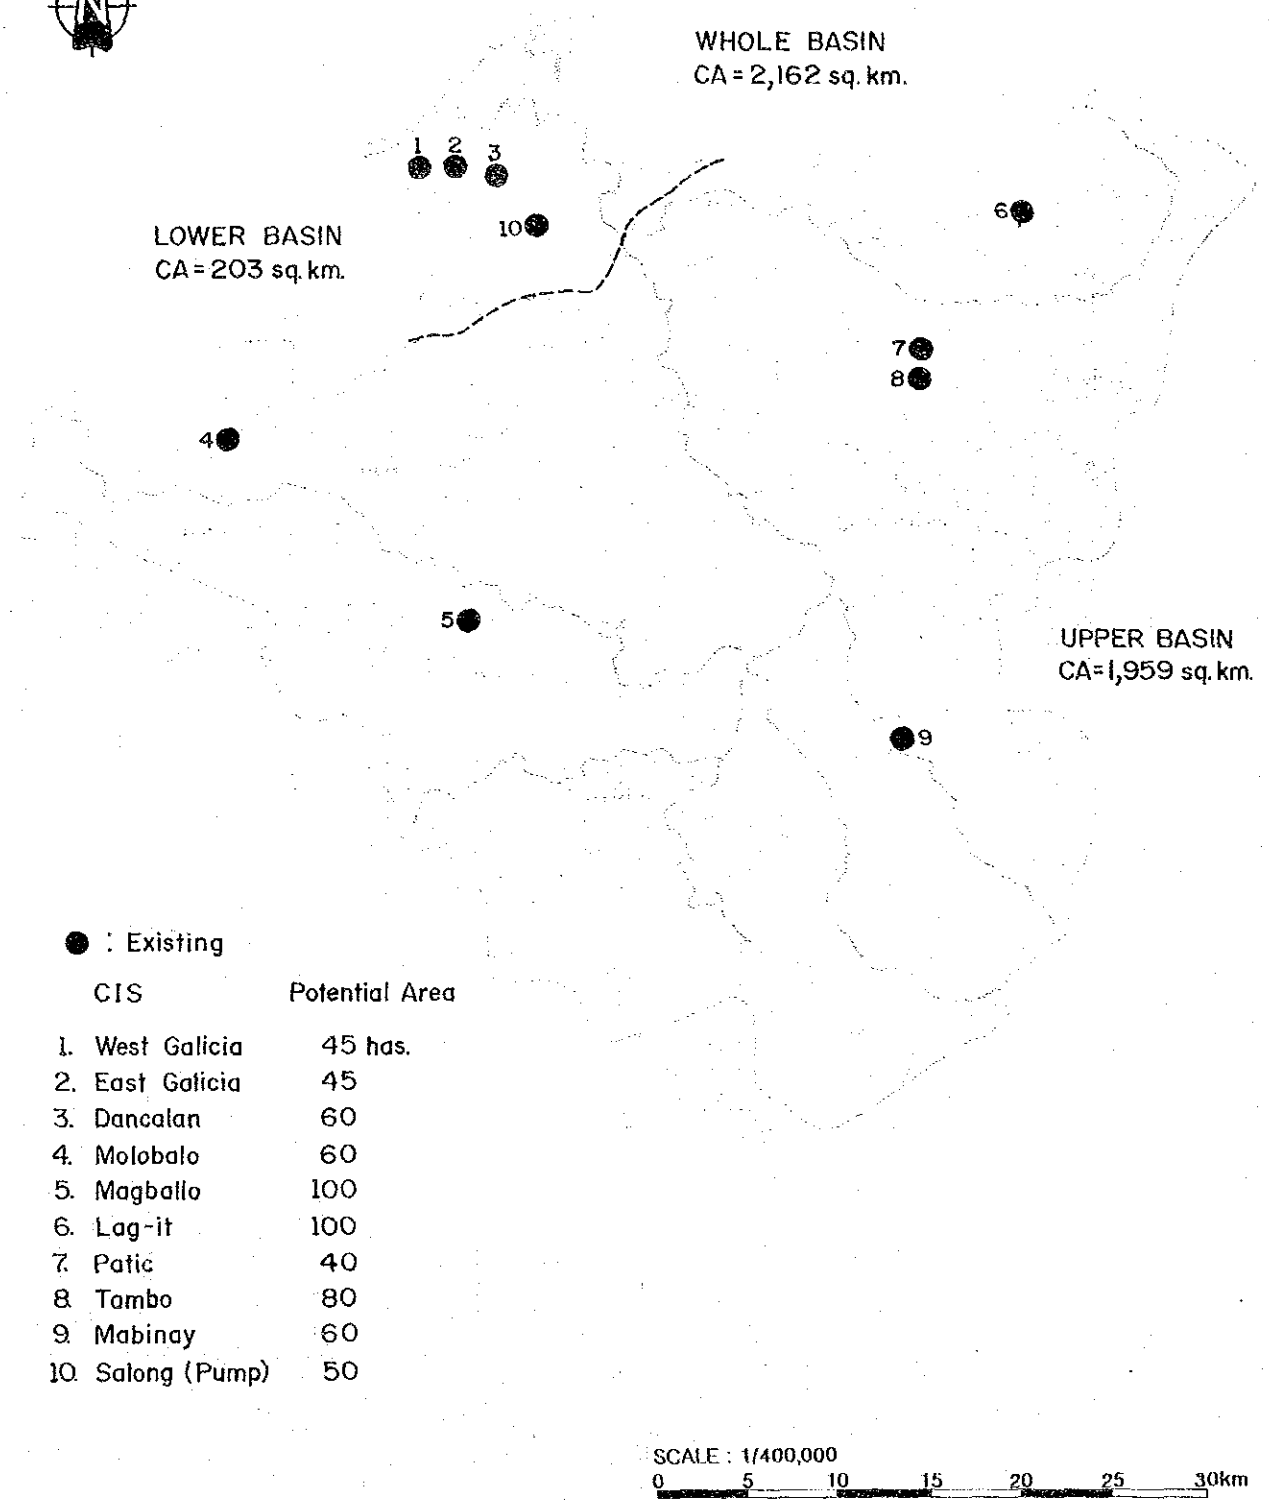 N
WHOLE BASIN
CA = 2,162 sq. km.
1 2 3
10
6
LOWER BASIN
CA = 203 sq. km.
7
8
4
5
UPPER BASIN
CA = 1,959 sq. km.
9
: Existing
CIS Potential Area
1. West Galicia 45 has.
2. East Galicia 45
3. Dancalan 60
4. Molobalo 60
5. Magballo 100
6. Lag-it 100
7. Patic 40
8. Tambo 80
9. Mabinay 60
10. Salong (Pump) 50
SCALE : 1/400,000
0 5 10 15 20 25 30km